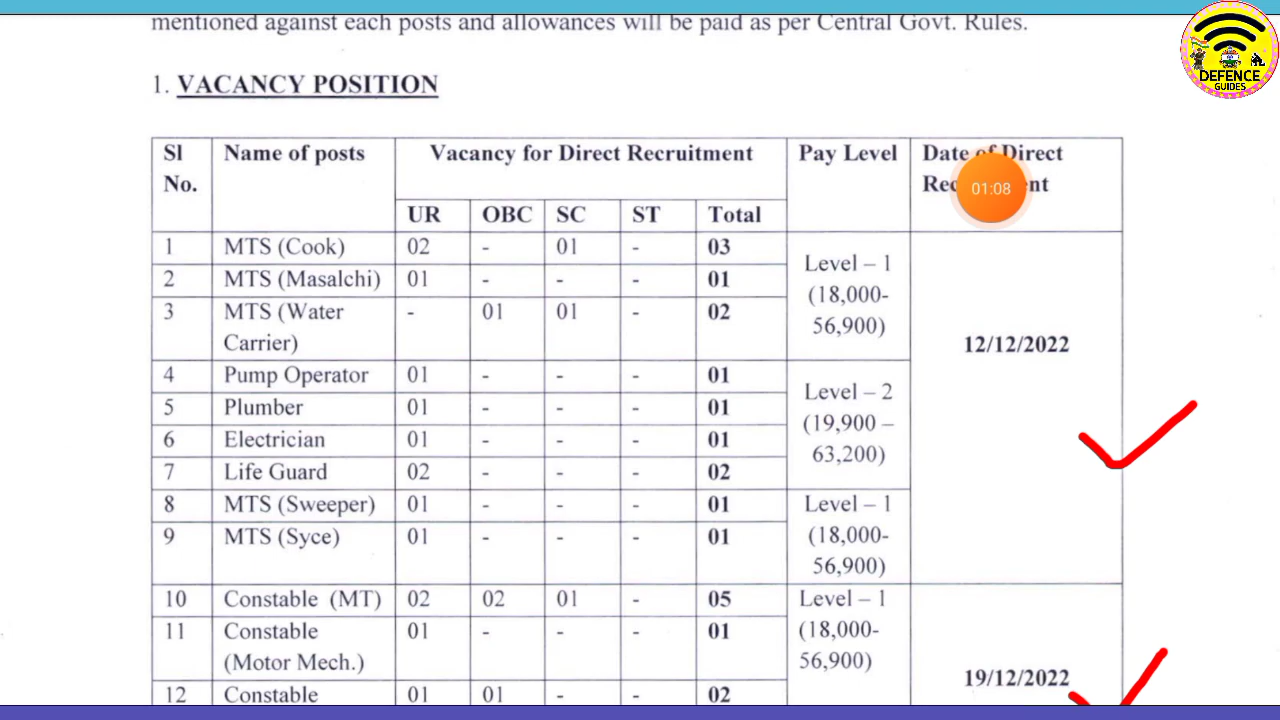 mentioned against each posts and allowances will be paid as per Central Govt. Rules.
DEFENCE
GUIDES
1. VACANCY POSITION
Sl No. Name of posts Vacancy for Direct Recruitment Pay Level Date of Direct
UR OBC SC ST Total
01:08
1 MTS (Cook) 02 - 01 - 03
2 MTS (Masalchi) 01 - - - 01
3 MTS (Water Carrier) - 01 01 - 02
Level – 1
(18,000-
56,900)
4 Pump Operator 01 - - - 01
5 Plumber 01 - - - 01
6 Electrician 01 - - - 01
7 Life Guard 02 - - - 02
Level – 2
(19,900 –
63,200)
8 MTS (Sweeper) 01 - - - 01
9 MTS (Syce) 01 - - - 01
Level – 1
(18,000-
56,900)
12/12/2022
10 Constable (MT) 02 02 01 - 05
11 Constable (Motor Mech.) 01 - - - 01
12 Constable 01 01 - - 02
Level – 1
(18,000-
56,900)
19/12/2022